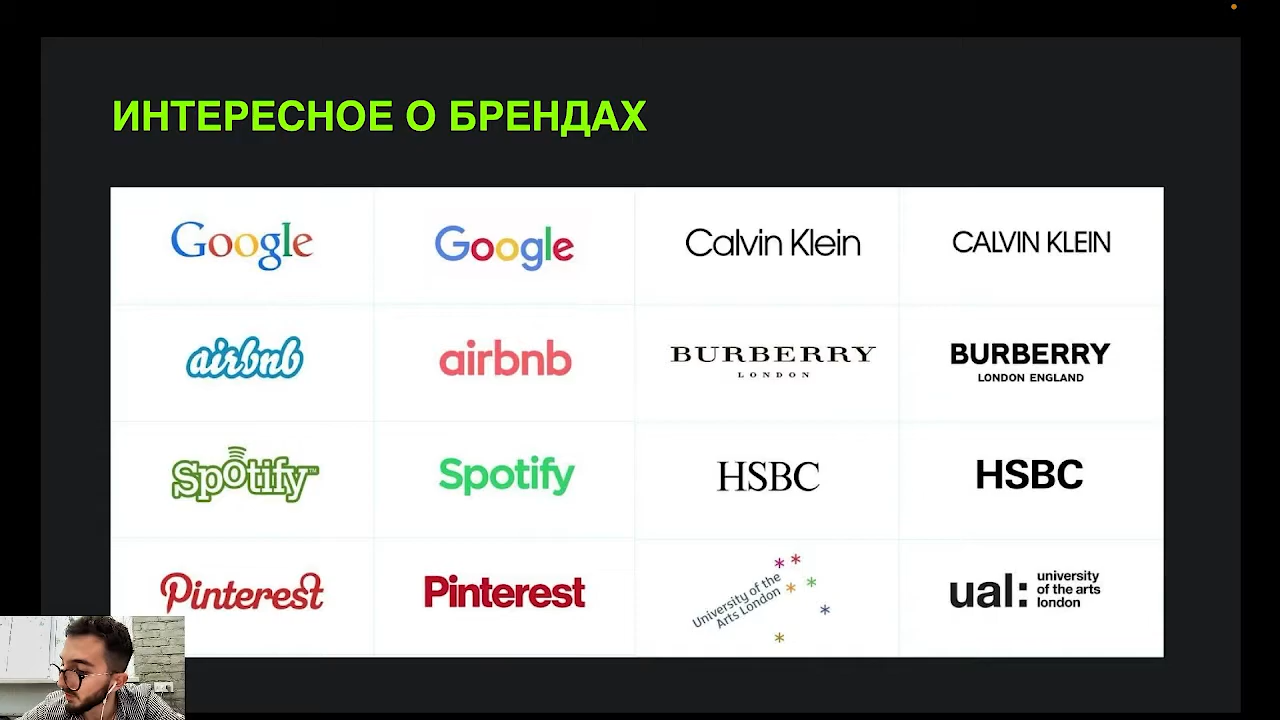 ИНТЕРЕСНОЕ О БРЕНДАХ
Google
Google
Calvin Klein
CALVIN KLEIN
airbnb
airbnb
BURBERRY
LONDON
BURBERRY
LONDON ENGLAND
Spotify™
Spotify
HSBC
HSBC
Pinterest
Pinterest
University of the
Arts London
ual:
university
of the arts
london